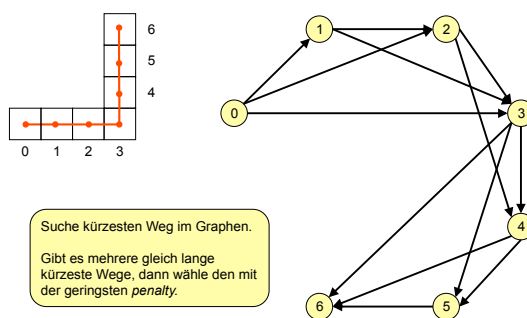 6
5
4
0 1 2 3
1
2
0
3
4
5
6
Suche kürzesten Weg im Graphen.
Gibt es mehrere gleich lange
kürzeste Wege, dann wähle den mit
der geringsten penalty.